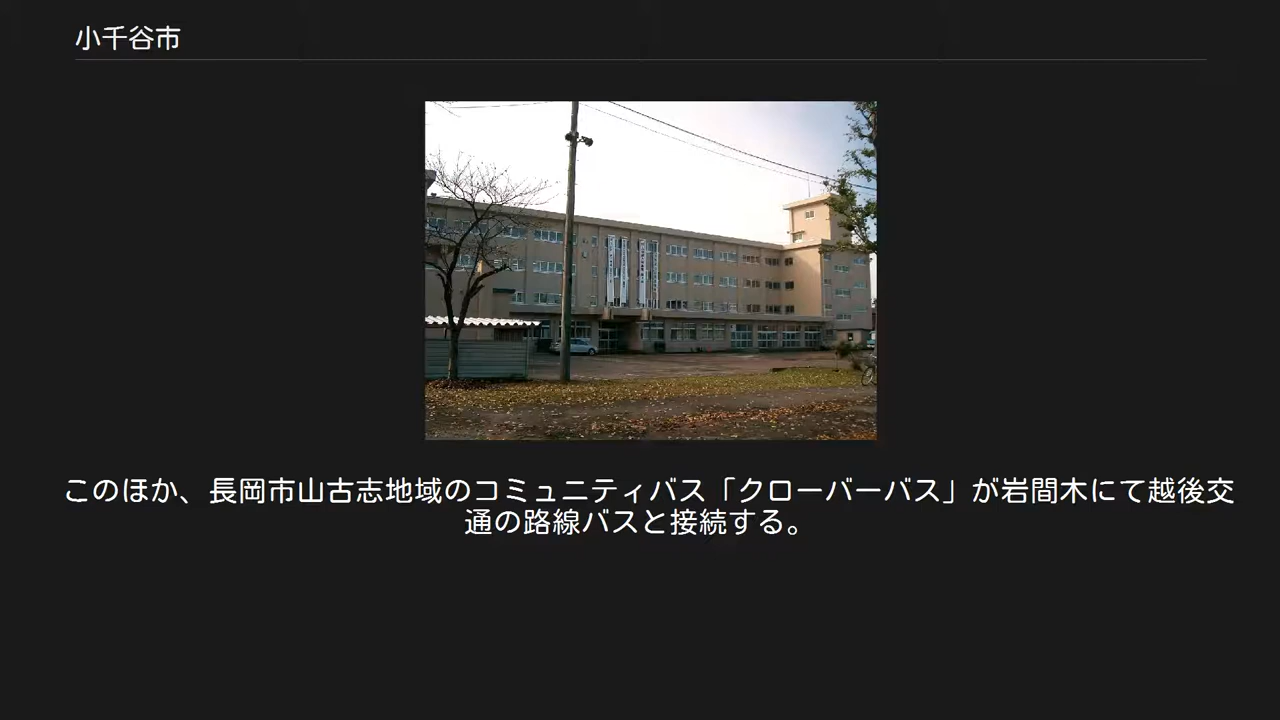 小千谷市
このほか、長岡市山古志地域のコミュニティバス「クローバーバス」が岩間木にて越後交
通の路線バスと接続する。